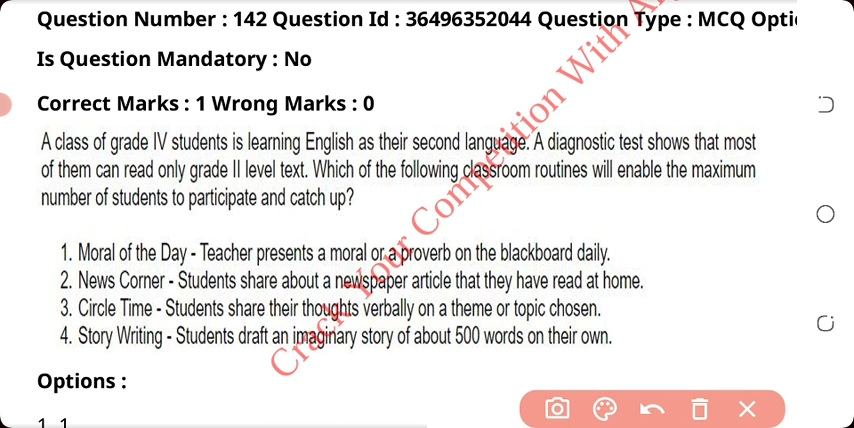 Question Number : 142 Question Id : 36496352044 Question Type : MCQ Optio
Is Question Mandatory : No
Correct Marks : 1 Wrong Marks : 0
A class of grade IV students is learning English as their second language. A diagnostic test shows that most
of them can read only grade II level text. Which of the following classroom routines will enable the maximum
number of students to participate and catch up?
1. Moral of the Day - Teacher presents a moral or a proverb on the blackboard daily.
2. News Corner - Students share about a newspaper article that they have read at home.
3. Circle Time - Students share their thoughts verbally on a theme or topic chosen.
4. Story Writing - Students draft an imaginary story of about 500 words on their own.
Options :
1. 1
Crack Your Competition With